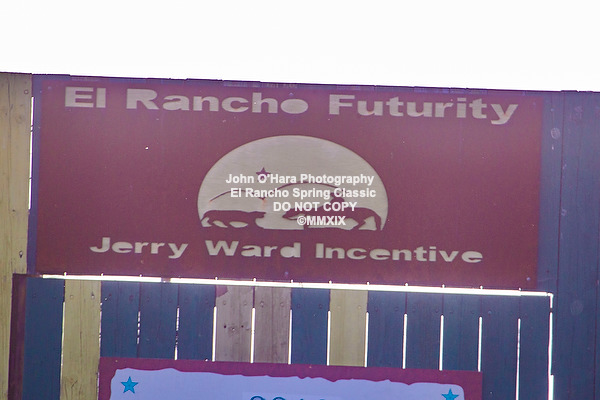 El Rancho Futurity
John O'Hara Photography
El Rancho Spring Classic
DO NOT COPY
©MMXIX
Jerry Ward Incentive